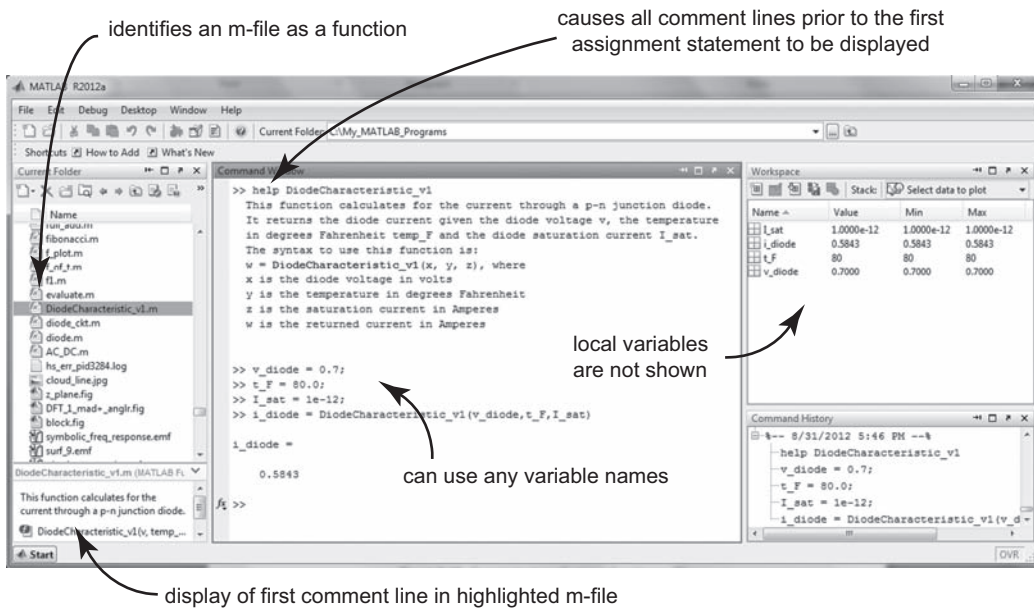 identifies an m-file as a function
causes all comment lines prior to the first
assignment statement to be displayed
MATLAB R2012a
File Edit Debug Desktop Window Help
Current Folder: C:\My_MATLAB_Programs
Shortcuts How to Add What's New
Current Folder
Name
full_add.m
fibonacci.m
f_plot.m
f_nf_t.m
f1.m
evaluate.m
DiodeCharacteristic_v1.m
diode_ckt.m
diode.m
AC_DC.m
hs_err_pid3284.log
cloud_line.jpg
z_plane.fig
DFT_1_mad+_anglr.fig
block.fig
symbolic_freq_response.emf
surf_9.emf
DiodeCharacteristic_v1.m (MATLAB Fu
This function calculates for the
current through a p-n junction diode.
DiodeCharacteristic_v1(v, temp_...
Start
Command Window
>> help DiodeCharacteristic_v1
This function calculates for the current through a p-n junction diode.
It returns the diode current given the diode voltage v, the temperature
in degrees Fahrenheit temp_F and the diode saturation current I_sat.
The syntax to use this function is:
w = DiodeCharacteristic_v1(x, y, z), where
x is the diode voltage in volts
y is the temperature in degrees Fahrenheit
z is the saturation current in Amperes
w is the returned current in Amperes
>> v_diode = 0.7;
>> t_F = 80.0;
>> I_sat = 1e-12;
>> i_diode = DiodeCharacteristic_v1(v_diode,t_F,I_sat)
i_diode =
0.5843
fx >>
can use any variable names
Workspace
Stack: Select data to plot
Name Value Min Max
I_sat 1.0000e-12 1.0000e-12 1.0000e-12
i_diode 0.5843 0.5843 0.5843
t_F 80 80 80
v_diode 0.7000 0.7000 0.7000
local variables
are not shown
Command History
%-- 8/31/2012 5:46 PM --%
help DiodeCharacteristic_v1
v_diode = 0.7;
t_F = 80.0;
I_sat = 1e-12;
i_diode = DiodeCharacteristic_v1(v_d
OVR
display of first comment line in highlighted m-file